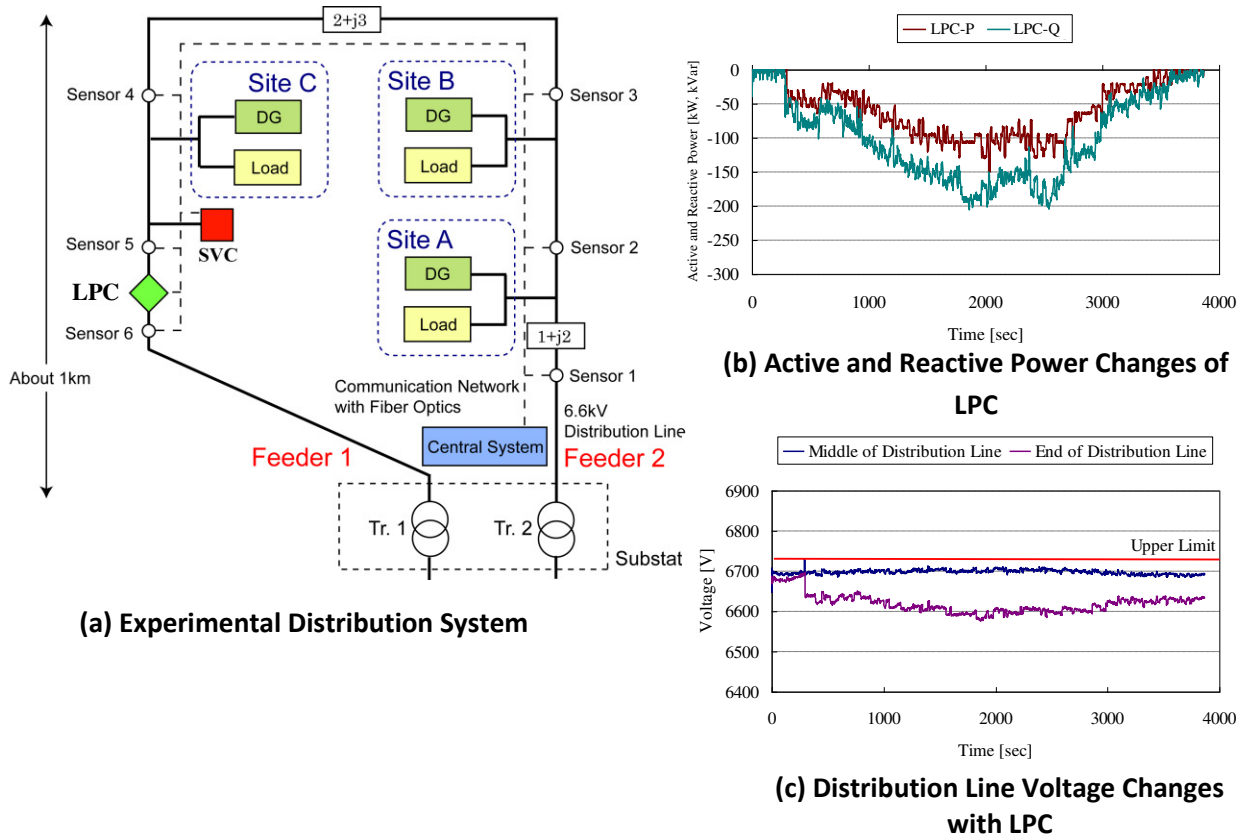 2+j3
Sensor 4
Site C
DG
Load
Site B
DG
Load
Sensor 3
Sensor 5
SVC
Site A
DG
Load
Sensor 2
LPC
Sensor 6
1+j2
Sensor 1
About 1km
Communication Network
with Fiber Optics
6.6kV
Distribution Line
Central System
Feeder 1
Feeder 2
Tr. 1
Tr. 2
Substat
(a) Experimental Distribution System
LPC-P
LPC-Q
Active and Reactive Power [kW, kVar]
0
-50
-100
-150
-200
-250
-300
0
1000
2000
3000
4000
Time [sec]
(b) Active and Reactive Power Changes of
LPC
Middle of Distribution Line
End of Distribution Line
Voltage [V]
6900
6800
6700
6600
6500
6400
Upper Limit
0
1000
2000
3000
4000
Time [sec]
(c) Distribution Line Voltage Changes
with LPC